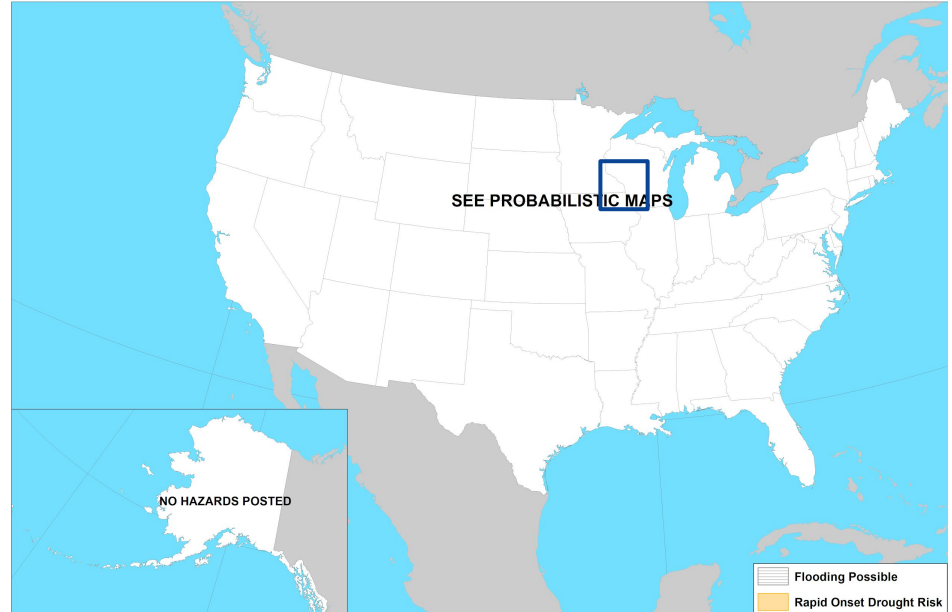 SEE PROBABILISTIC MAPS
NO HAZARDS POSTED
Flooding Possible
Rapid Onset Drought Risk